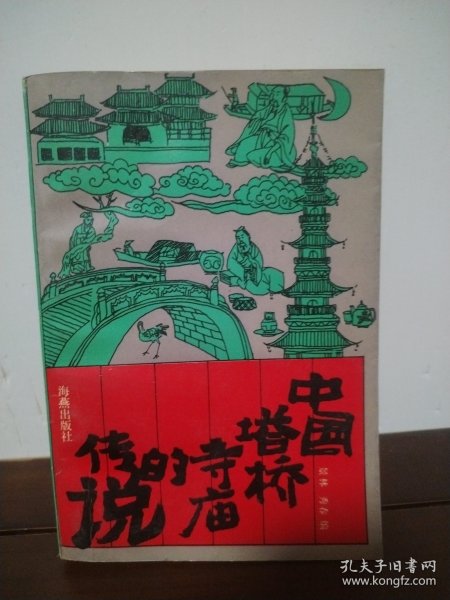 中国
塔桥
寺庙
的
传说
海燕出版社
孔夫子旧书网
www.kongfz.com